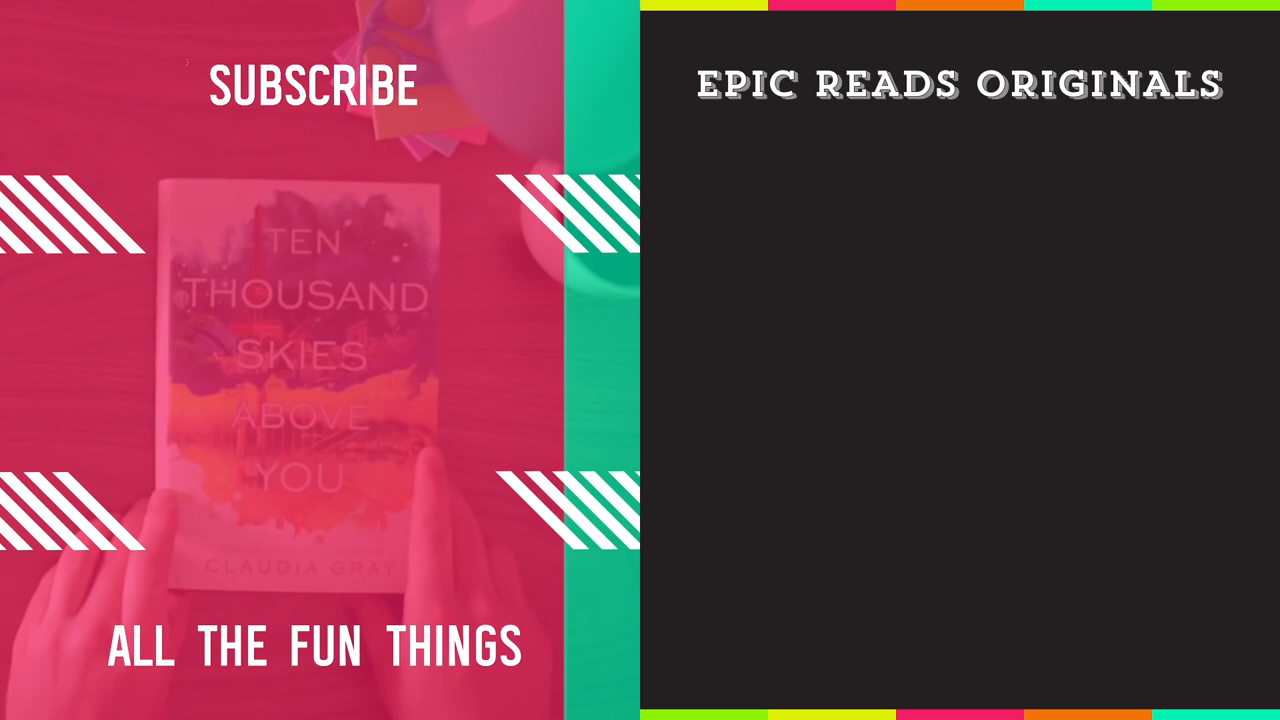 SUBSCRIBE
TEN
THOUSAND
SKIES
ABOVE
YOU
CLAUDIA GRAY
ALL THE FUN THINGS
EPIC READS ORIGINALS